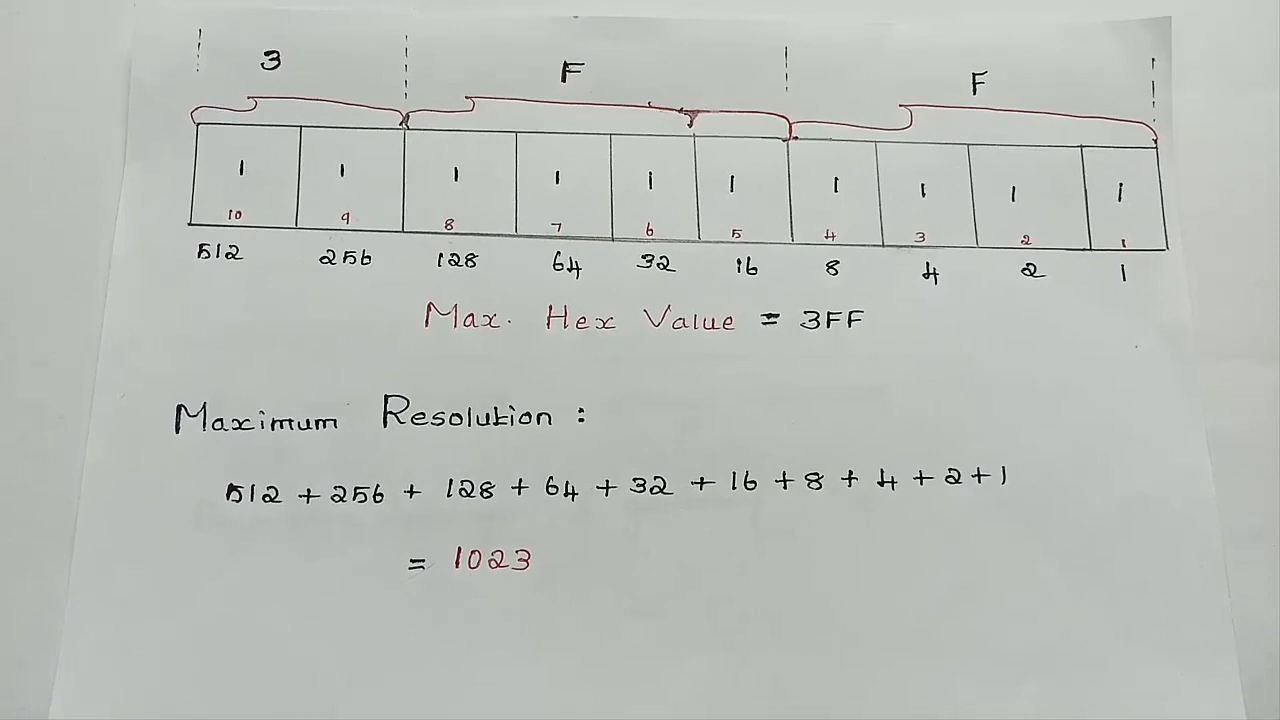 3 F F
1 1 1 1 1 1 1 1 1 1
10 9 8 7 6 5 4 3 2 1
512 256 128 64 32 16 8 4 2 1
Max. Hex Value = 3FF
Maximum Resolution :
512 + 256 + 128 + 64 + 32 + 16 + 8 + 4 + 2 + 1
= 1023